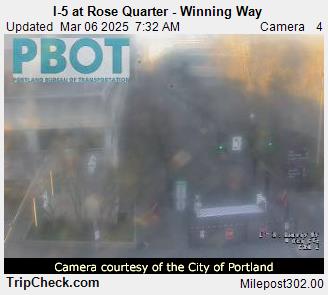 I-5 at Rose Quarter - Winning Way
Updated Mar 06 2025 7:32 AM Camera 4
PBOT
PORTLAND BUREAU OF TRANSPORTATION
Camera courtesy of the City of Portland
TripCheck.com Milepost302.00